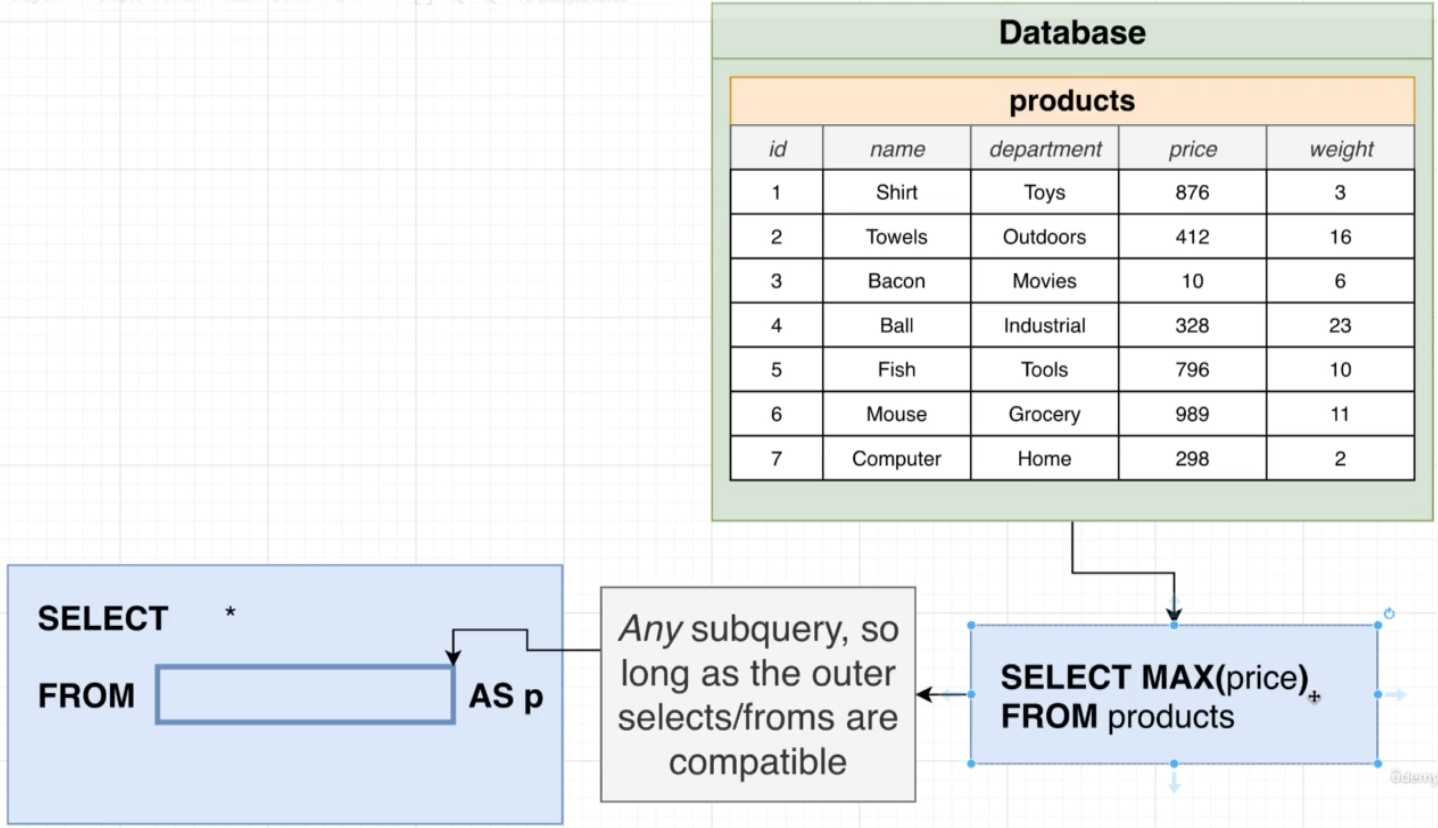 Database
products
id name department price weight
1 Shirt Toys 876 3
2 Towels Outdoors 412 16
3 Bacon Movies 10 6
4 Ball Industrial 328 23
5 Fish Tools 796 10
6 Mouse Grocery 989 11
7 Computer Home 298 2
SELECT *
FROM AS p
Any subquery, so
long as the outer
selects/froms are
compatible
SELECT MAX(price)
FROM products